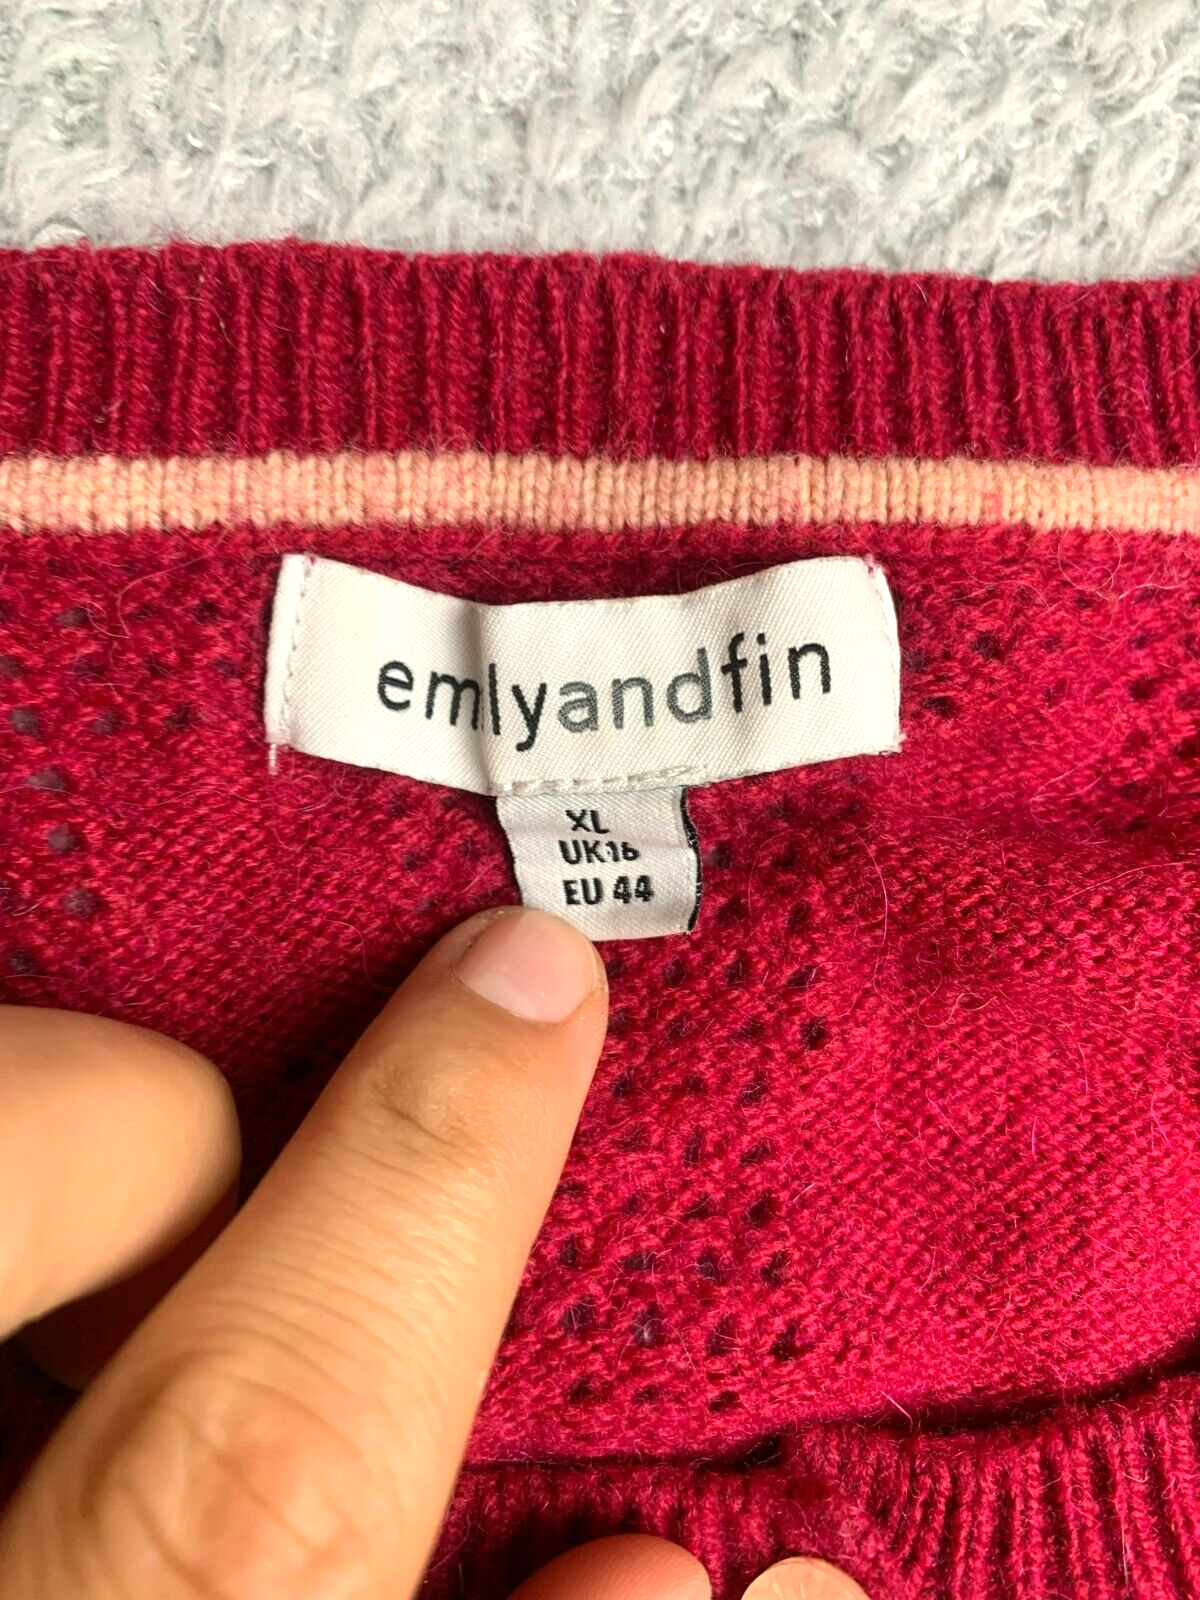 emlyandfin
XL
UK16
EU 44